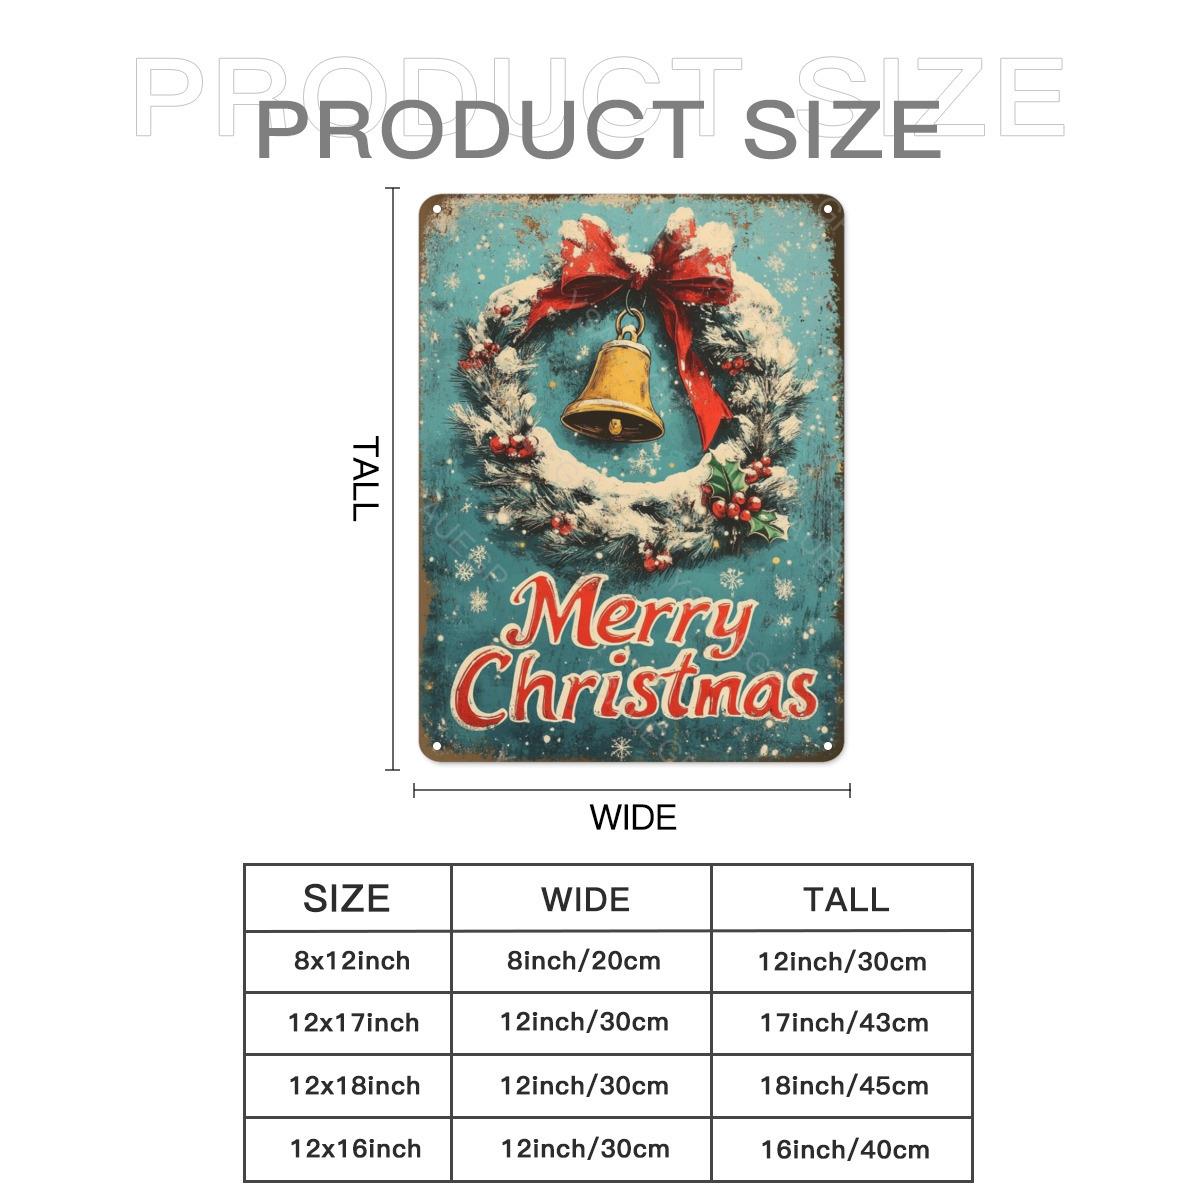 PRODUCT SIZE
PRODUCT SIZE
TALL
Merry
Christmas
WIDE
SIZE WIDE TALL
8x12inch 8inch/20cm 12inch/30cm
12x17inch 12inch/30cm 17inch/43cm
12x18inch 12inch/30cm 18inch/45cm
12x16inch 12inch/30cm 16inch/40cm